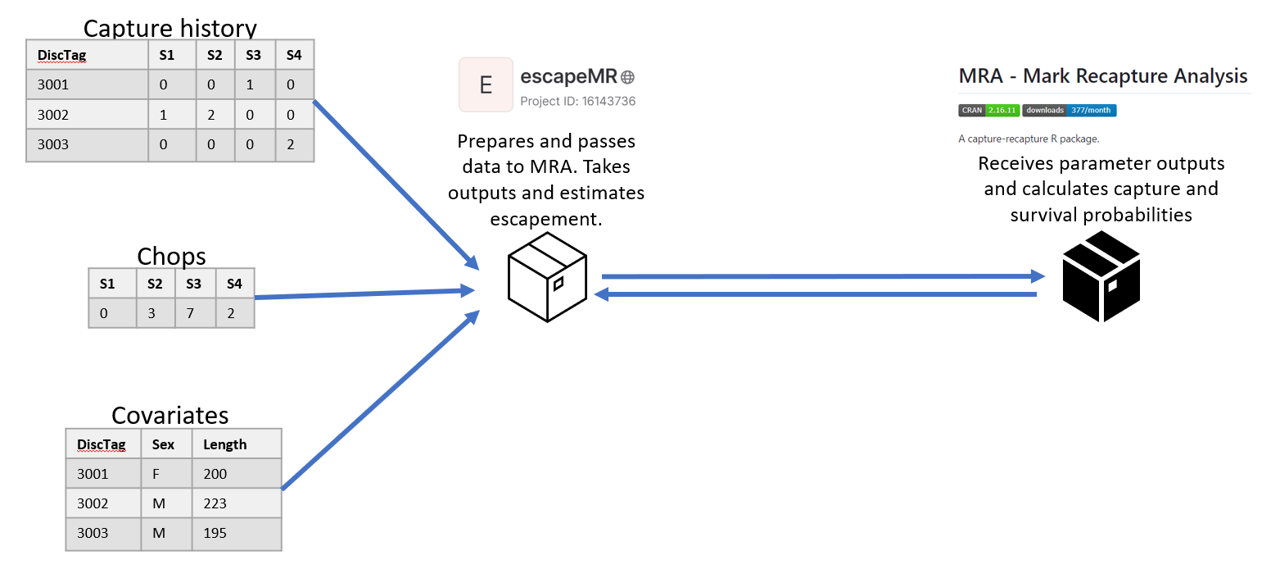 Capture history
DiscTag S1 S2 S3 S4
3001 0 0 1 0
3002 1 2 0 0
3003 0 0 0 2
E
escapeMR
Project ID: 16143736
Prepares and passes
data to MRA. Takes
outputs and estimates
escapement.
MRA - Mark Recapture Analysis
CRAN 2.16.11 downloads 377/month
A capture-recapture R package.
Receives parameter outputs
and calculates capture and
survival probabilities
Chops
S1 S2 S3 S4
0 3 7 2
Covariates
DiscTag Sex Length
3001 F 200
3002 M 223
3003 M 195